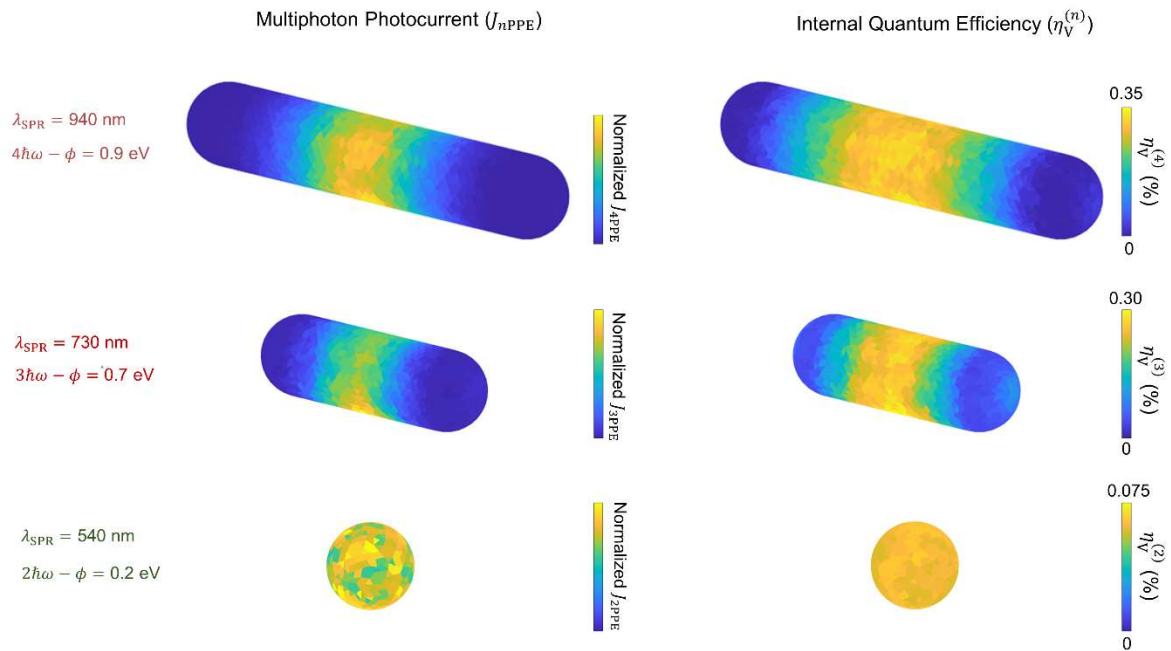 Multiphoton Photocurrent (J_nPPE)
Internal Quantum Efficiency (η_V^(n))
λ_SPR = 940 nm
4ħω − ϕ = 0.9 eV
Normalized J_4PPE
0.35
η_V^(4) (%)
0
λ_SPR = 730 nm
3ħω − ϕ = 0.7 eV
Normalized J_3PPE
0.30
η_V^(3) (%)
0
λ_SPR = 540 nm
2ħω − ϕ = 0.2 eV
Normalized J_2PPE
0.075
η_V^(2) (%)
0